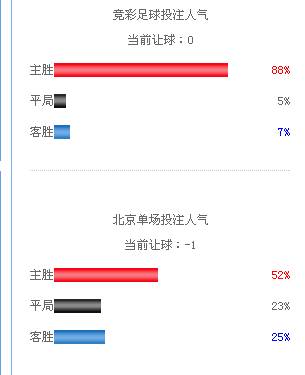 竞彩足球投注人气
当前让球：0
主胜 88%
平局 5%
客胜 7%
北京单场投注人气
当前让球：-1
主胜 52%
平局 23%
客胜 25%